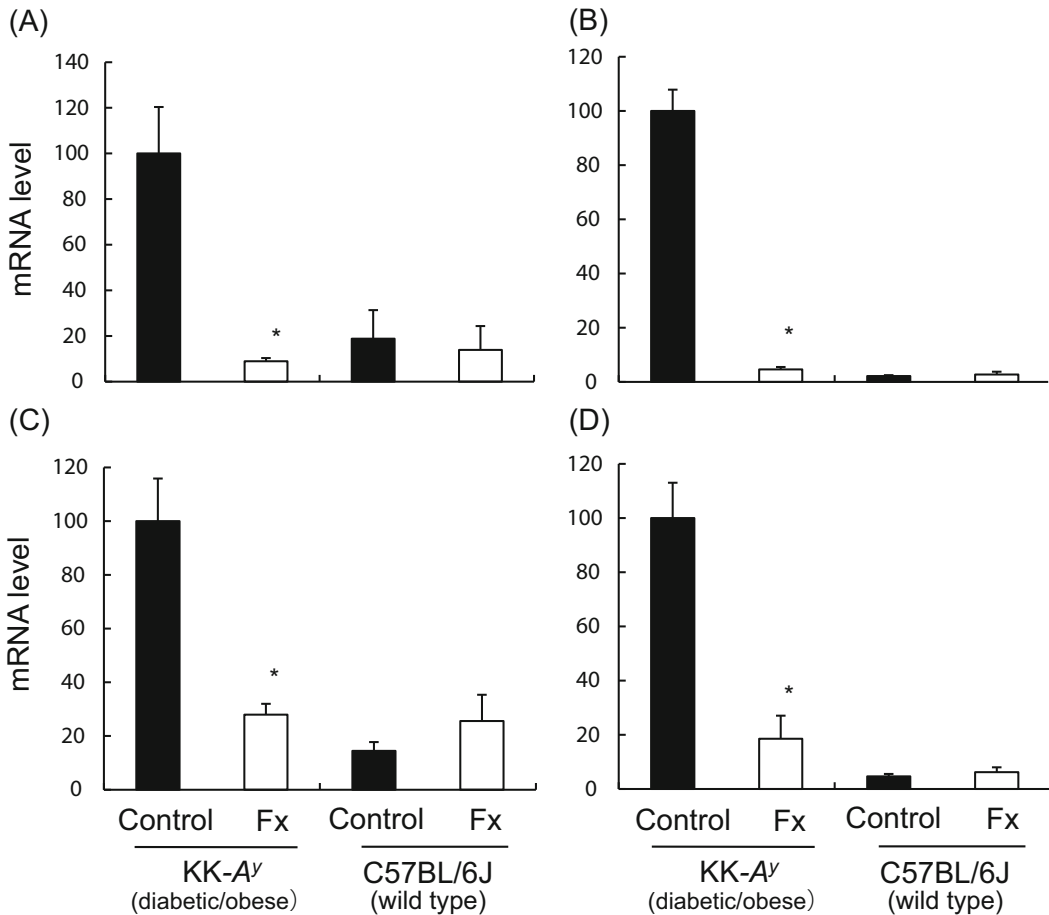 (A)
140
120
100
80
60
40
20
0
mRNA level
*
(B)
120
100
80
60
40
20
0
*
(C)
120
100
80
60
40
20
0
mRNA level
*
Control Fx Control Fx
KK-Aʸ C57BL/6J
(diabetic/obese) (wild type)
(D)
120
100
80
60
40
20
0
*
Control Fx Control Fx
KK-Aʸ C57BL/6J
(diabetic/obese) (wild type)